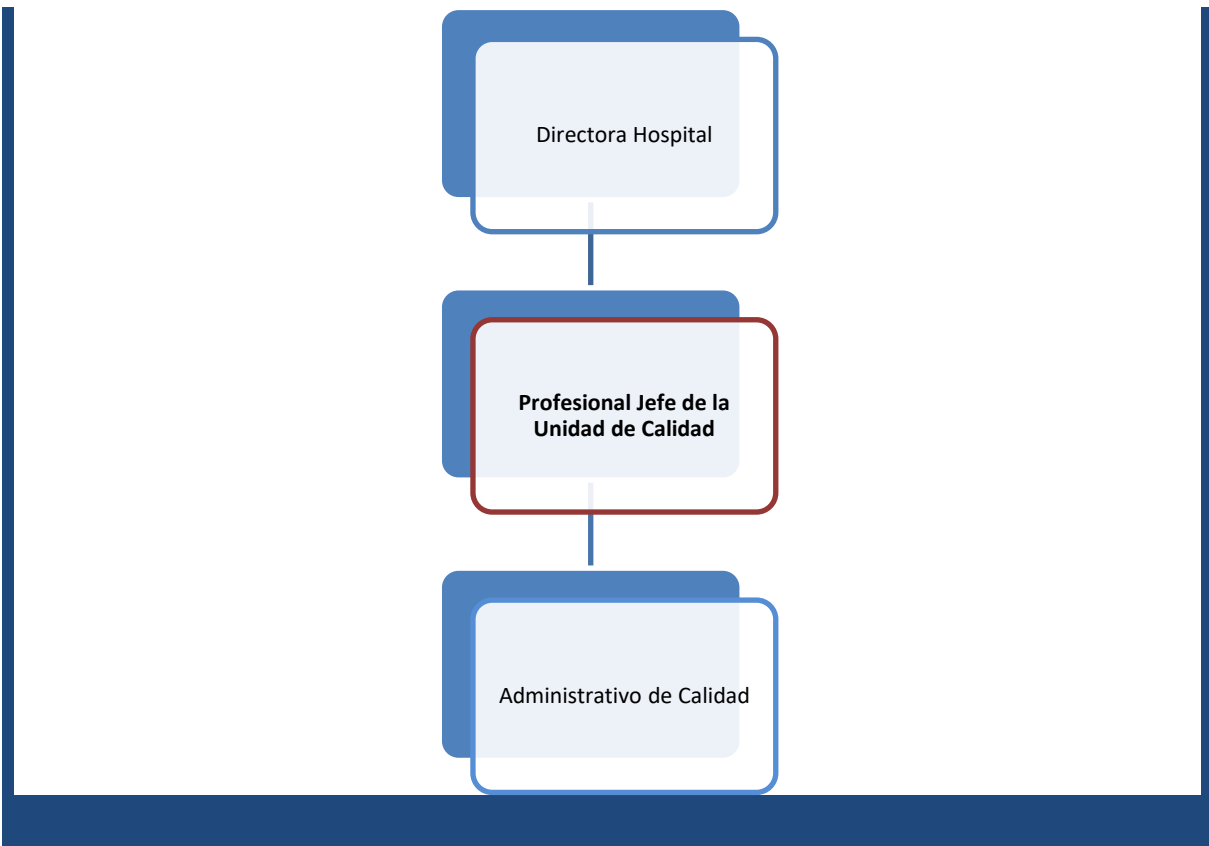 Directora Hospital
Profesional Jefe de la
Unidad de Calidad
Administrativo de Calidad